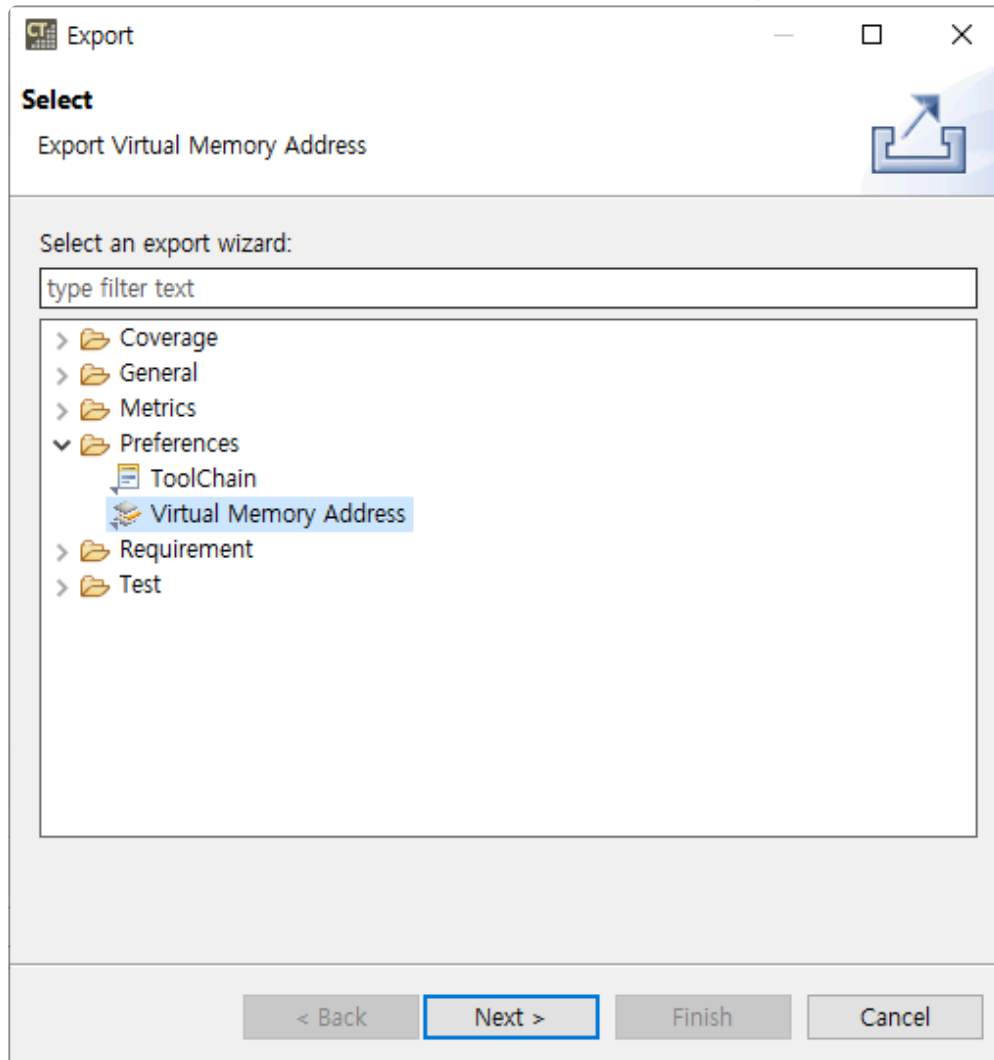 CT
Export
Select
Export Virtual Memory Address
Select an export wizard:
type filter text
Coverage
General
Metrics
Preferences
ToolChain
Virtual Memory Address
Requirement
Test
< Back Next > Finish Cancel